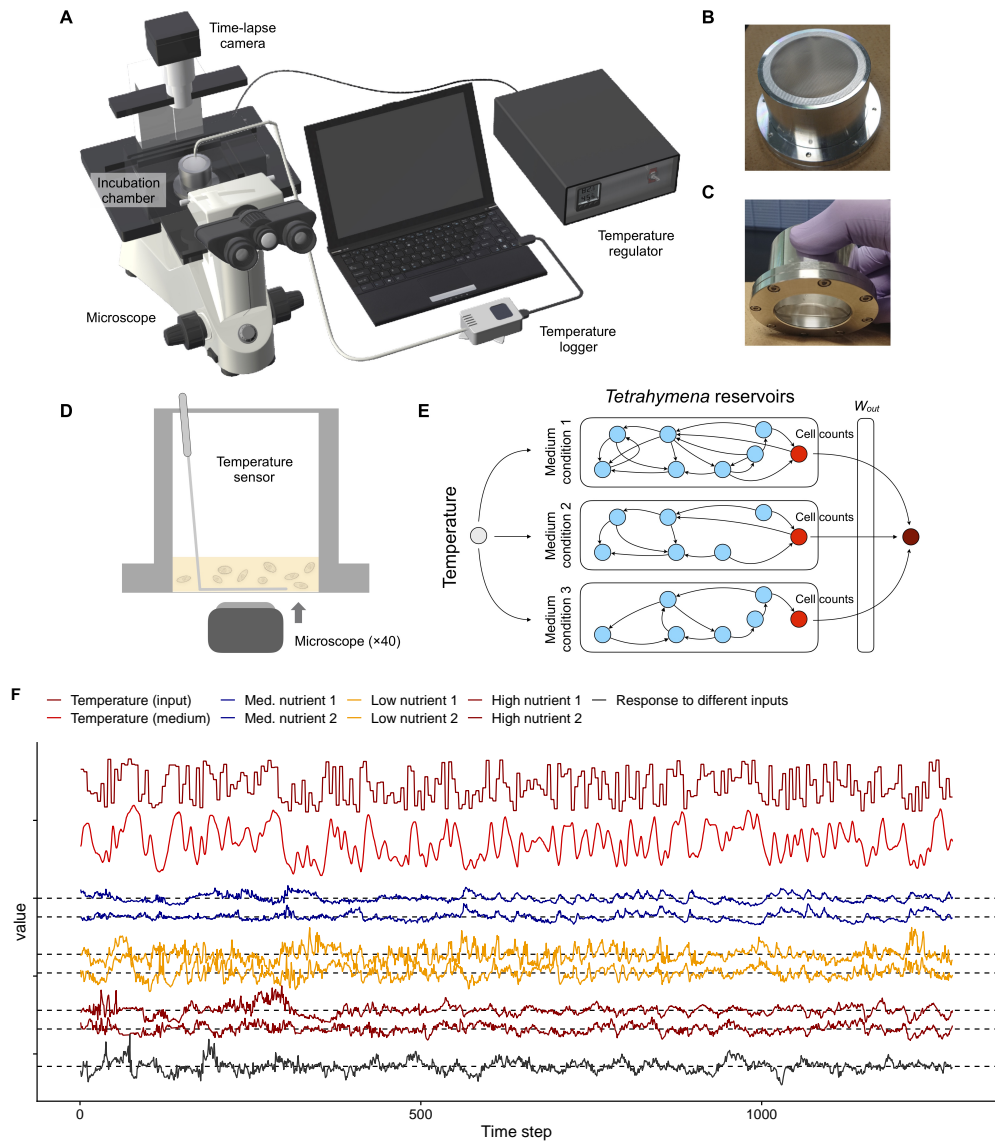 A
Time-lapse
camera
Incubation
chamber
Microscope
Temperature
regulator
Temperature
logger
B
C
D
Temperature
sensor
Microscope (×40)
E
Tetrahymena reservoirs
W_out
Temperature
Medium
condition 1
Cell counts
Medium
condition 2
Cell counts
Medium
condition 3
Cell counts
F
Temperature (input)
Med. nutrient 1
Low nutrient 1
High nutrient 1
Response to different inputs
Temperature (medium)
Med. nutrient 2
Low nutrient 2
High nutrient 2
value
0
500
1000
Time step